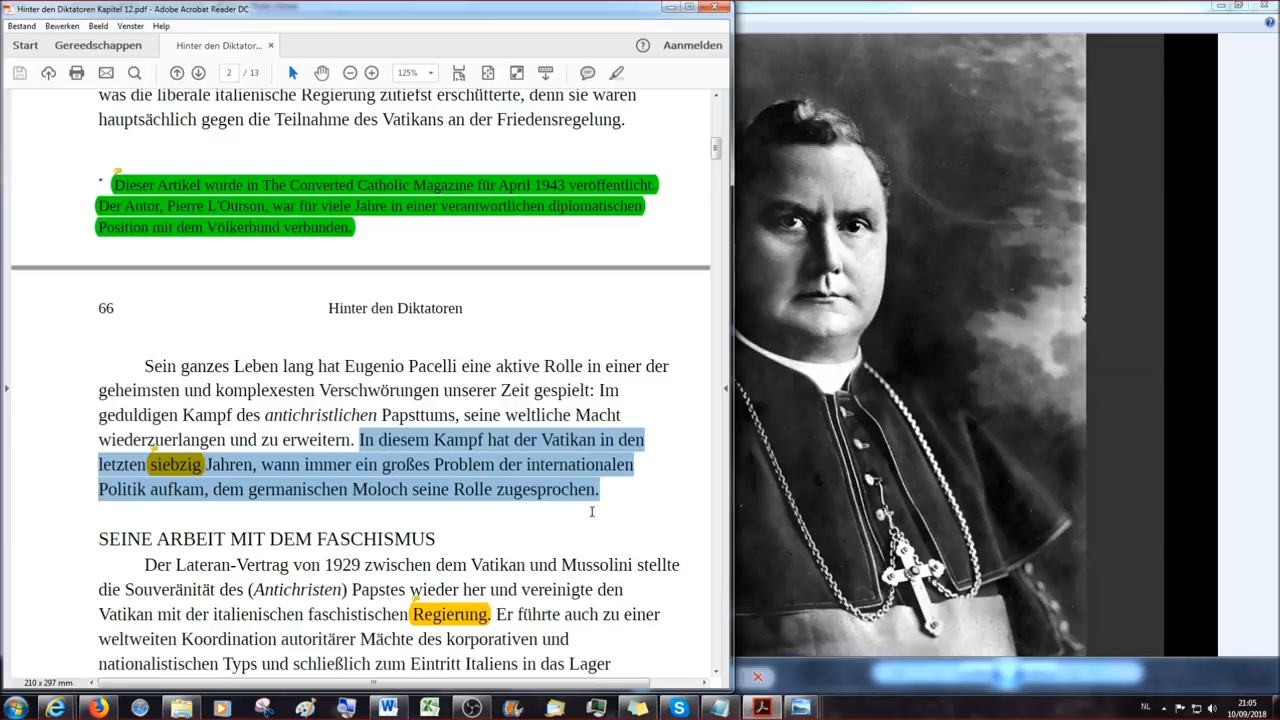 Hinter den Diktatoren Kapitel 12.pdf - Adobe Acrobat Reader DC
Bestand Bewerken Beeld Venster Help
Start Gereedschappen Hinter den Diktator... × Aanmelden
2 / 13 125%
was die liberale italienische Regierung zutiefst erschütterte, denn sie waren
hauptsächlich gegen die Teilnahme des Vatikans an der Friedensregelung.
* Dieser Artikel wurde in The Converted Catholic Magazine für April 1943 veröffentlicht.
Der Autor, Pierre L'Ourson, war für viele Jahre in einer verantwortlichen diplomatischen
Position mit dem Völkerbund verbunden.
66 Hinter den Diktatoren
Sein ganzes Leben lang hat Eugenio Pacelli eine aktive Rolle in einer der
geheimsten und komplexesten Verschwörungen unserer Zeit gespielt: Im
geduldigen Kampf des antichristlichen Papsttums, seine weltliche Macht
wiederzuerlangen und zu erweitern. In diesem Kampf hat der Vatikan in den
letzten siebzig Jahren, wann immer ein großes Problem der internationalen
Politik aufkam, dem germanischen Moloch seine Rolle zugesprochen.
SEINE ARBEIT MIT DEM FASCHISMUS
Der Lateran-Vertrag von 1929 zwischen dem Vatikan und Mussolini stellte
die Souveränität des (Antichristen) Papstes wieder her und vereinigte den
Vatikan mit der italienischen faschistischen Regierung. Er führte auch zu einer
weltweiten Koordination autoritärer Mächte des korporativen und
nationalistischen Typs und schließlich zum Eintritt Italiens in das Lager
210 x 297 mm
NL 21:05
10/09/2018